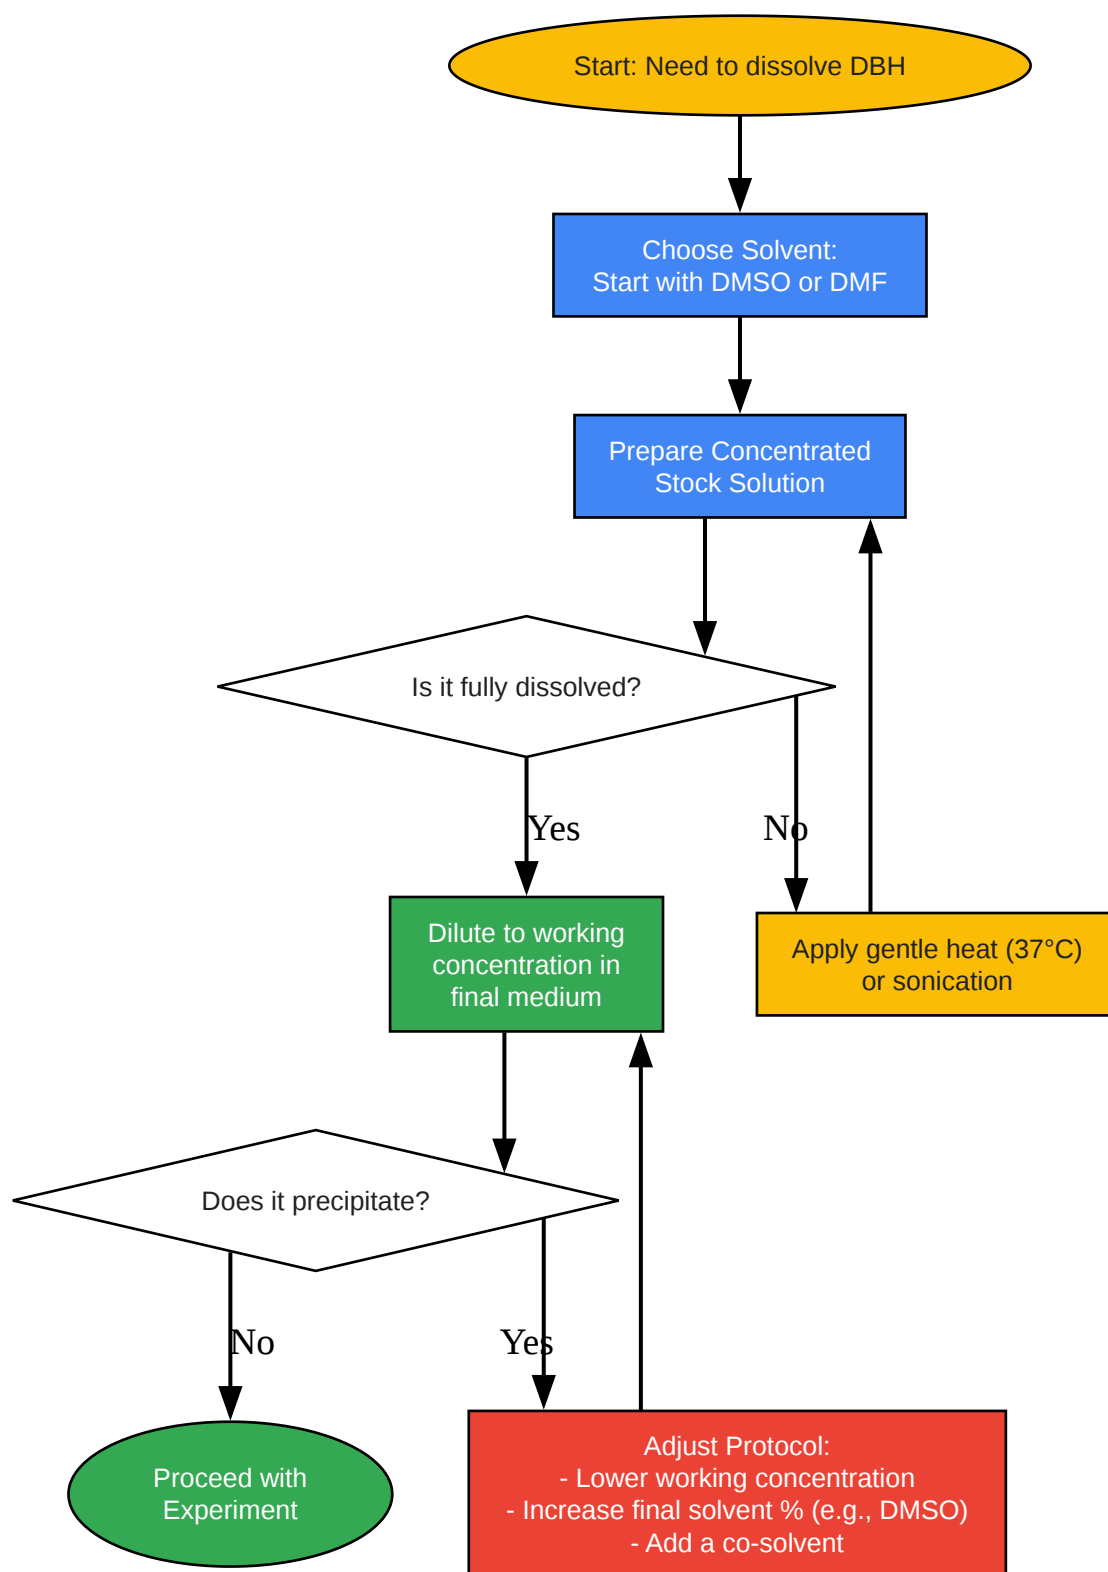 Start: Need to dissolve DBH
Choose Solvent:
Start with DMSO or DMF
Prepare Concentrated
Stock Solution
Is it fully dissolved?
Yes
No
Dilute to working
concentration in
final medium
Apply gentle heat (37°C)
or sonication
Does it precipitate?
No
Yes
Proceed with
Experiment
Adjust Protocol:
- Lower working concentration
- Increase final solvent % (e.g., DMSO)
- Add a co-solvent